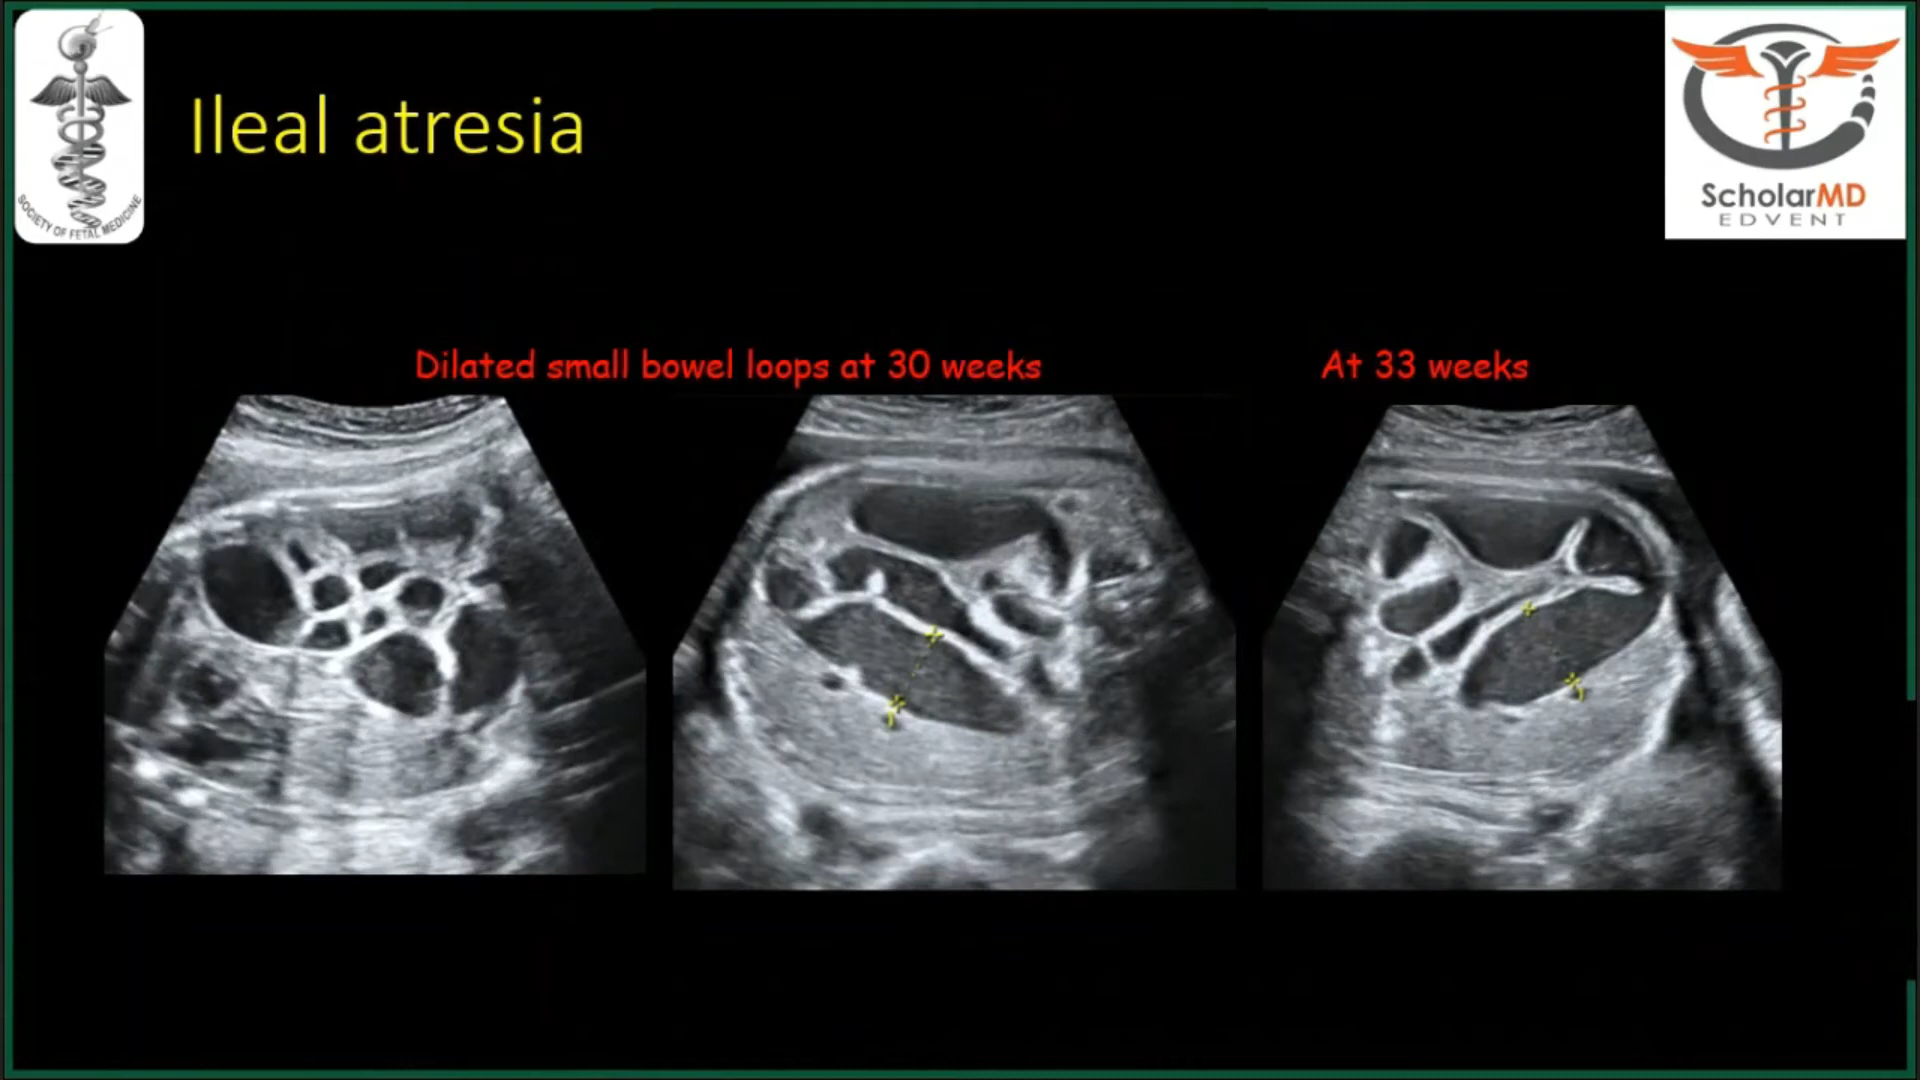 SOCIETY OF FETAL MEDICINE
Ileal atresia
ScholarMD
EDVENT
Dilated small bowel loops at 30 weeks
At 33 weeks